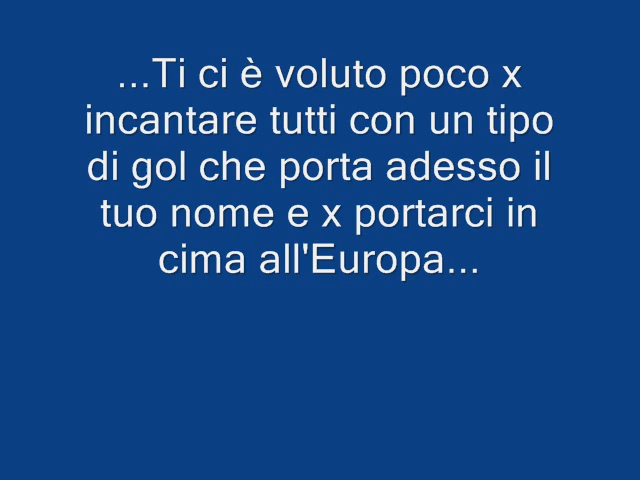 ...Ti ci è voluto poco x
incantare tutti con un tipo
di gol che porta adesso il
tuo nome e x portarci in
cima all'Europa...